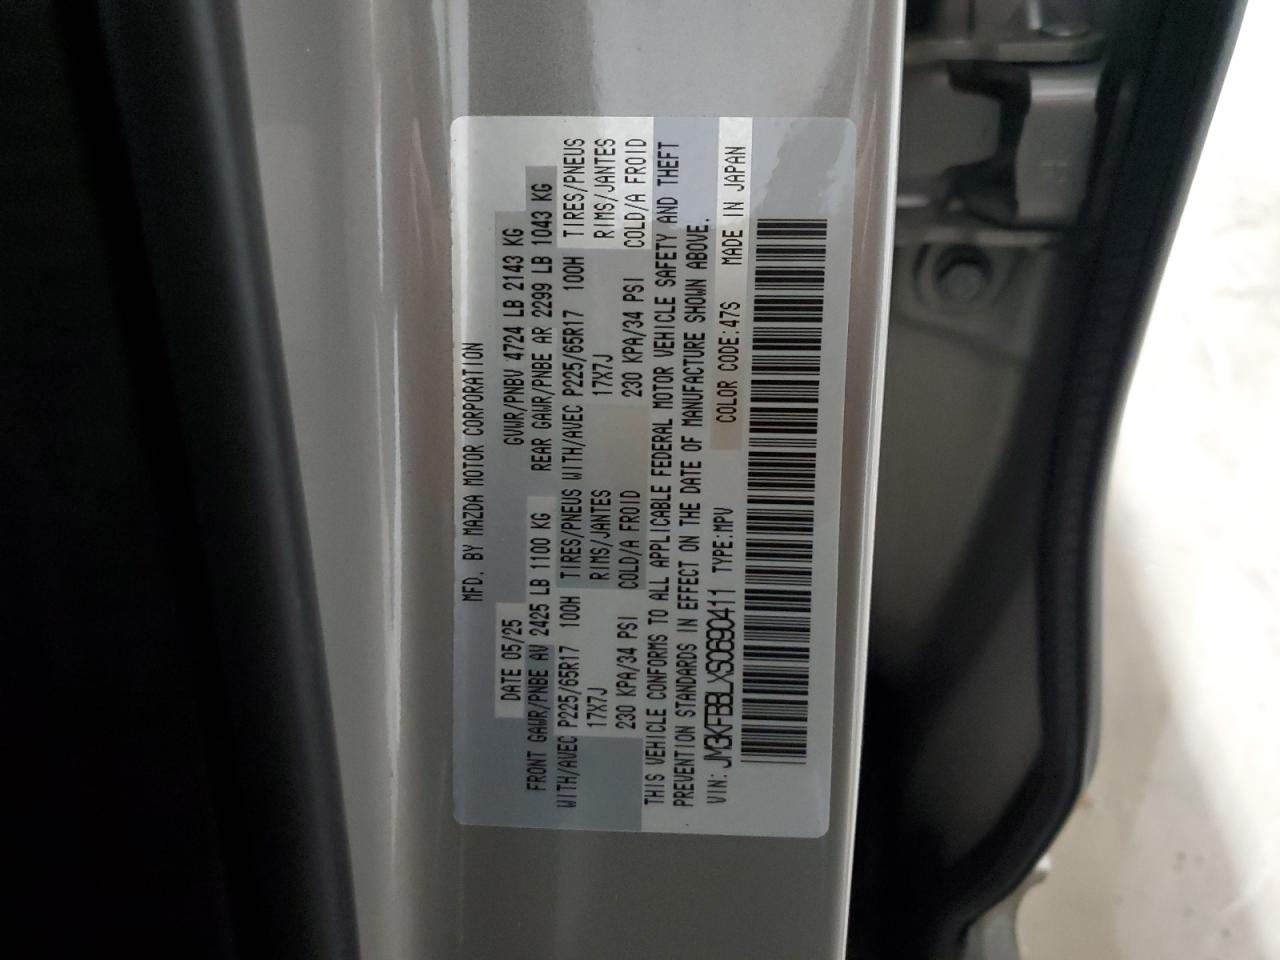 MFD. BY MAZDA MOTOR CORPORATION
DATE 05/25 GVWR/PNBV 4724 LB 2143 KG
FRONT GAWR/PNBE AV 2425 LB 1100 KG REAR GAWR/PNBE AR 2299 LB 1043 KG
WITH/AVEC P225/65R17 100H TIRES/PNEUS WITH/AVEC P225/65R17 100H TIRES/PNEUS
17X7J RIMS/JANTES 17X7J RIMS/JANTES
230 KPA/34 PSI COLD/A FROID 230 KPA/34 PSI COLD/A FROID
THIS VEHICLE CONFORMS TO ALL APPLICABLE FEDERAL MOTOR VEHICLE SAFETY AND THEFT
PREVENTION STANDARDS IN EFFECT ON THE DATE OF MANUFACTURE SHOWN ABOVE.
VIN: JM3KFBBLXS0690411 TYPE:MPV COLOR CODE:47S MADE IN JAPAN